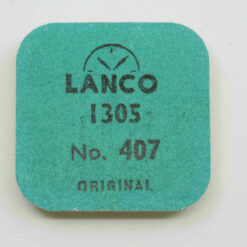 LANCO
1305
No. 407
ORIGINAL